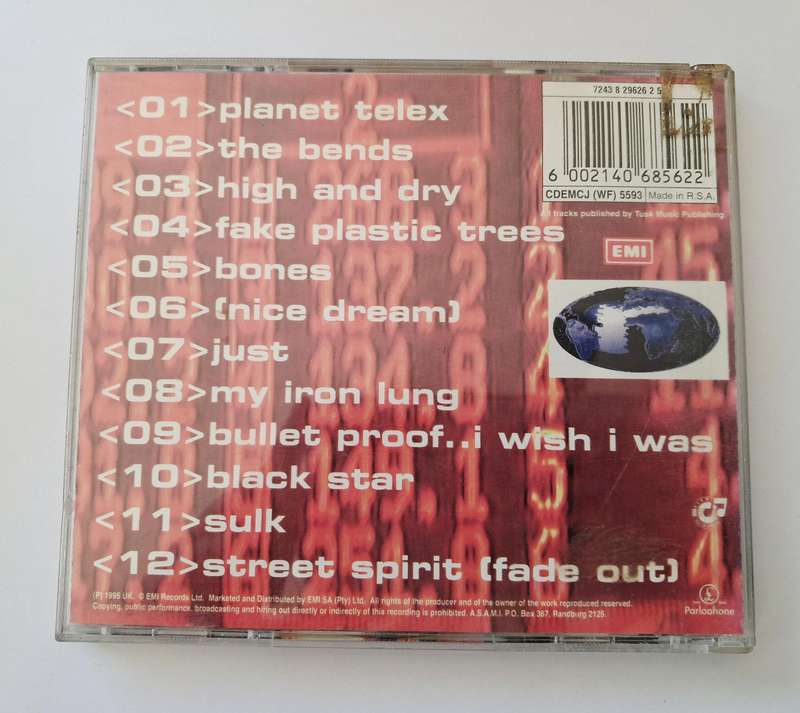 <01>planet telex
<02>the bends
<03>high and dry
<04>fake plastic trees
<05>bones
<06>(nice dream)
<07>just
<08>my iron lung
<09>bullet proof..i wish i was
<10>black star
<11>sulk
<12>street spirit (fade out)
7243 8 29626 2 5
6 002140 685622
CDEMCJ (WF) 5593 Made in R.S.A.
All tracks published by Tusk Music Publishing
EMI
(P) 1995 UK. © EMI Records Ltd. Marketed and Distributed by EMI SA (Pty) Ltd. All rights of the producer and of the owner of the work reproduced reserved.
Copying, public performance, broadcasting and hiring out directly or indirectly of this recording is prohibited. A.S.A.M.I. P.O. Box 367, Randburg 2125.
Parlophone